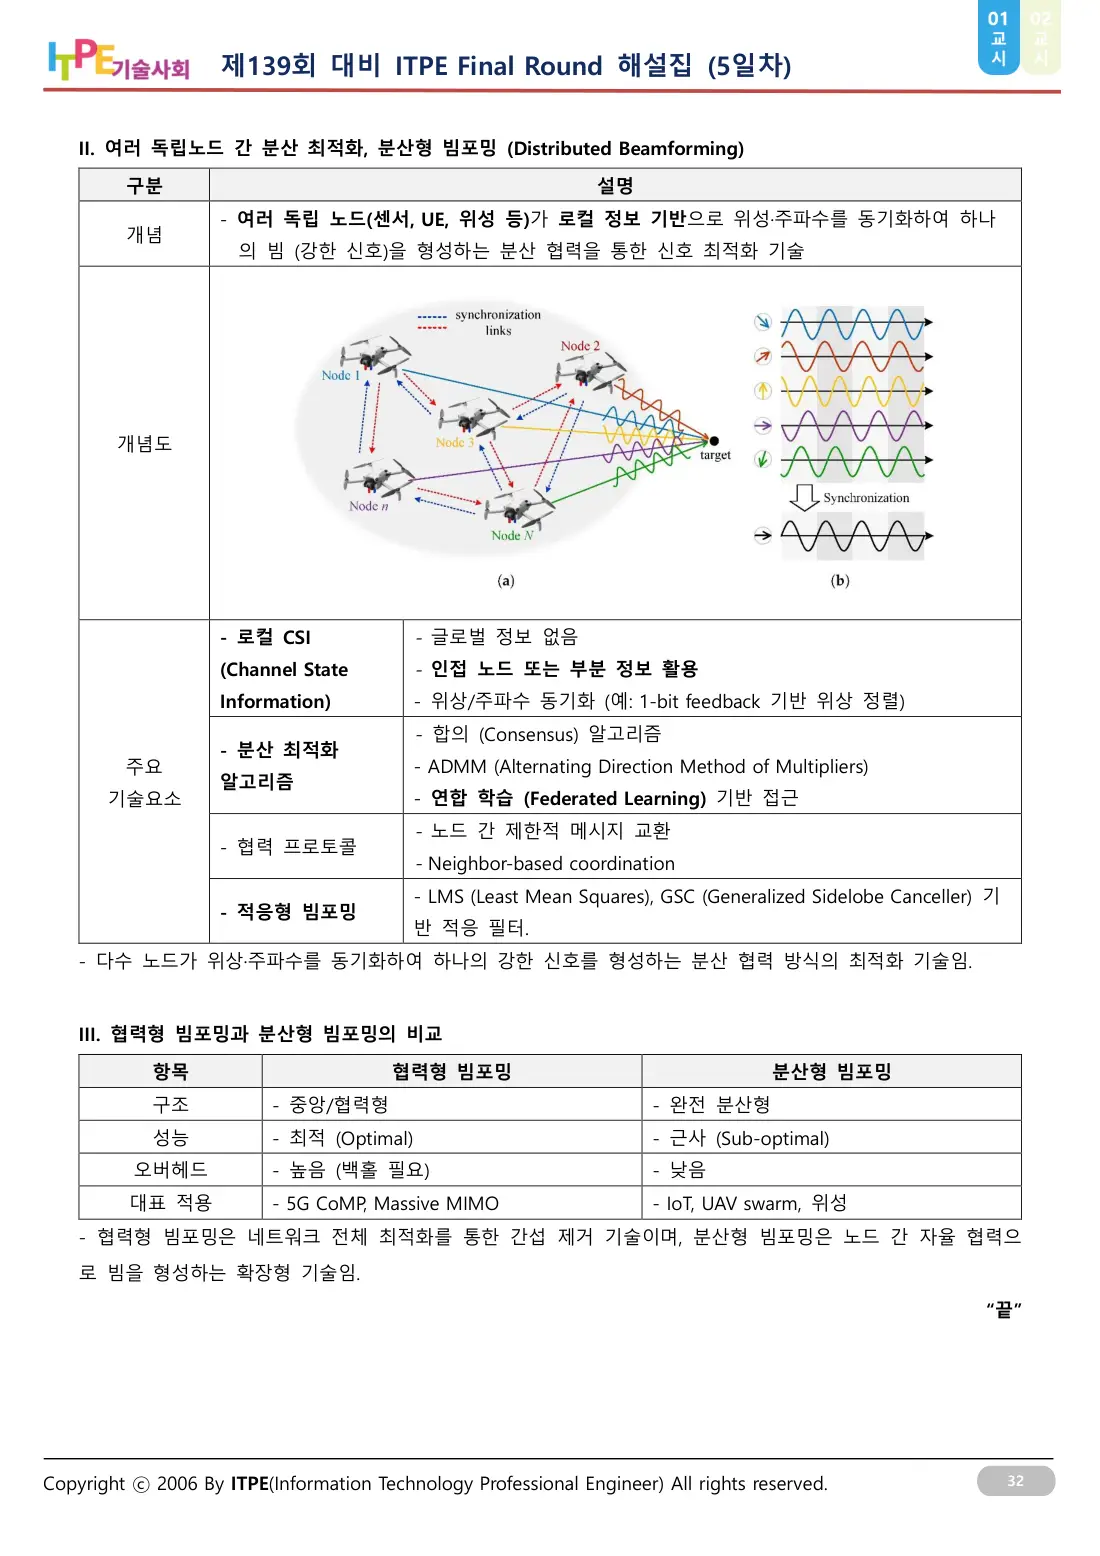 01
교
시
02
교
시
ITPE기술사회 제139회 대비 ITPE Final Round 해설집 (5일차)
II. 여러 독립노드 간 분산 최적화, 분산형 빔포밍 (Distributed Beamforming)
구분 설명
개념
- 여러 독립 노드(센서, UE, 위성 등)가 로컬 정보 기반으로 위성·주파수를 동기화하여 하나
의 빔 (강한 신호)을 형성하는 분산 협력을 통한 신호 최적화 기술
개념도
synchronization
links
Node 1
Node 2
Node 3
Node n
Node N
target
(a)
Synchronization
(b)
주요
기술요소
- 로컬 CSI
(Channel State
Information)
- 글로벌 정보 없음
- 인접 노드 또는 부분 정보 활용
- 위상/주파수 동기화 (예: 1-bit feedback 기반 위상 정렬)
- 분산 최적화
알고리즘
- 합의 (Consensus) 알고리즘
- ADMM (Alternating Direction Method of Multipliers)
- 연합 학습 (Federated Learning) 기반 접근
- 협력 프로토콜
- 노드 간 제한적 메시지 교환
- Neighbor-based coordination
- 적응형 빔포밍
- LMS (Least Mean Squares), GSC (Generalized Sidelobe Canceller) 기
반 적응 필터.
- 다수 노드가 위상·주파수를 동기화하여 하나의 강한 신호를 형성하는 분산 협력 방식의 최적화 기술임.
III. 협력형 빔포밍과 분산형 빔포밍의 비교
항목 협력형 빔포밍 분산형 빔포밍
구조 - 중앙/협력형 - 완전 분산형
성능 - 최적 (Optimal) - 근사 (Sub-optimal)
오버헤드 - 높음 (백홀 필요) - 낮음
대표 적용 - 5G CoMP, Massive MIMO - IoT, UAV swarm, 위성
- 협력형 빔포밍은 네트워크 전체 최적화를 통한 간섭 제거 기술이며, 분산형 빔포밍은 노드 간 자율 협력으
로 빔을 형성하는 확장형 기술임.
“끝”
Copyright ⓒ 2006 By ITPE(Information Technology Professional Engineer) All rights reserved.
32